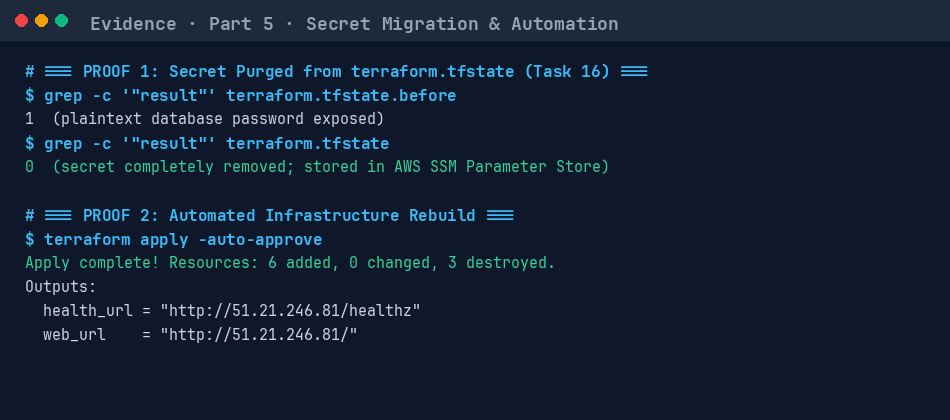 Evidence · Part 5 · Secret Migration & Automation
# === PROOF 1: Secret Purged from terraform.tfstate (Task 16) ===
$ grep -c '"result"' terraform.tfstate.before
1  (plaintext database password exposed)
$ grep -c '"result"' terraform.tfstate
0  (secret completely removed; stored in AWS SSM Parameter Store)
# === PROOF 2: Automated Infrastructure Rebuild ===
$ terraform apply -auto-approve
Apply complete! Resources: 6 added, 0 changed, 3 destroyed.
Outputs:
  health_url = "http://51.21.246.81/healthz"
  web_url    = "http://51.21.246.81/"